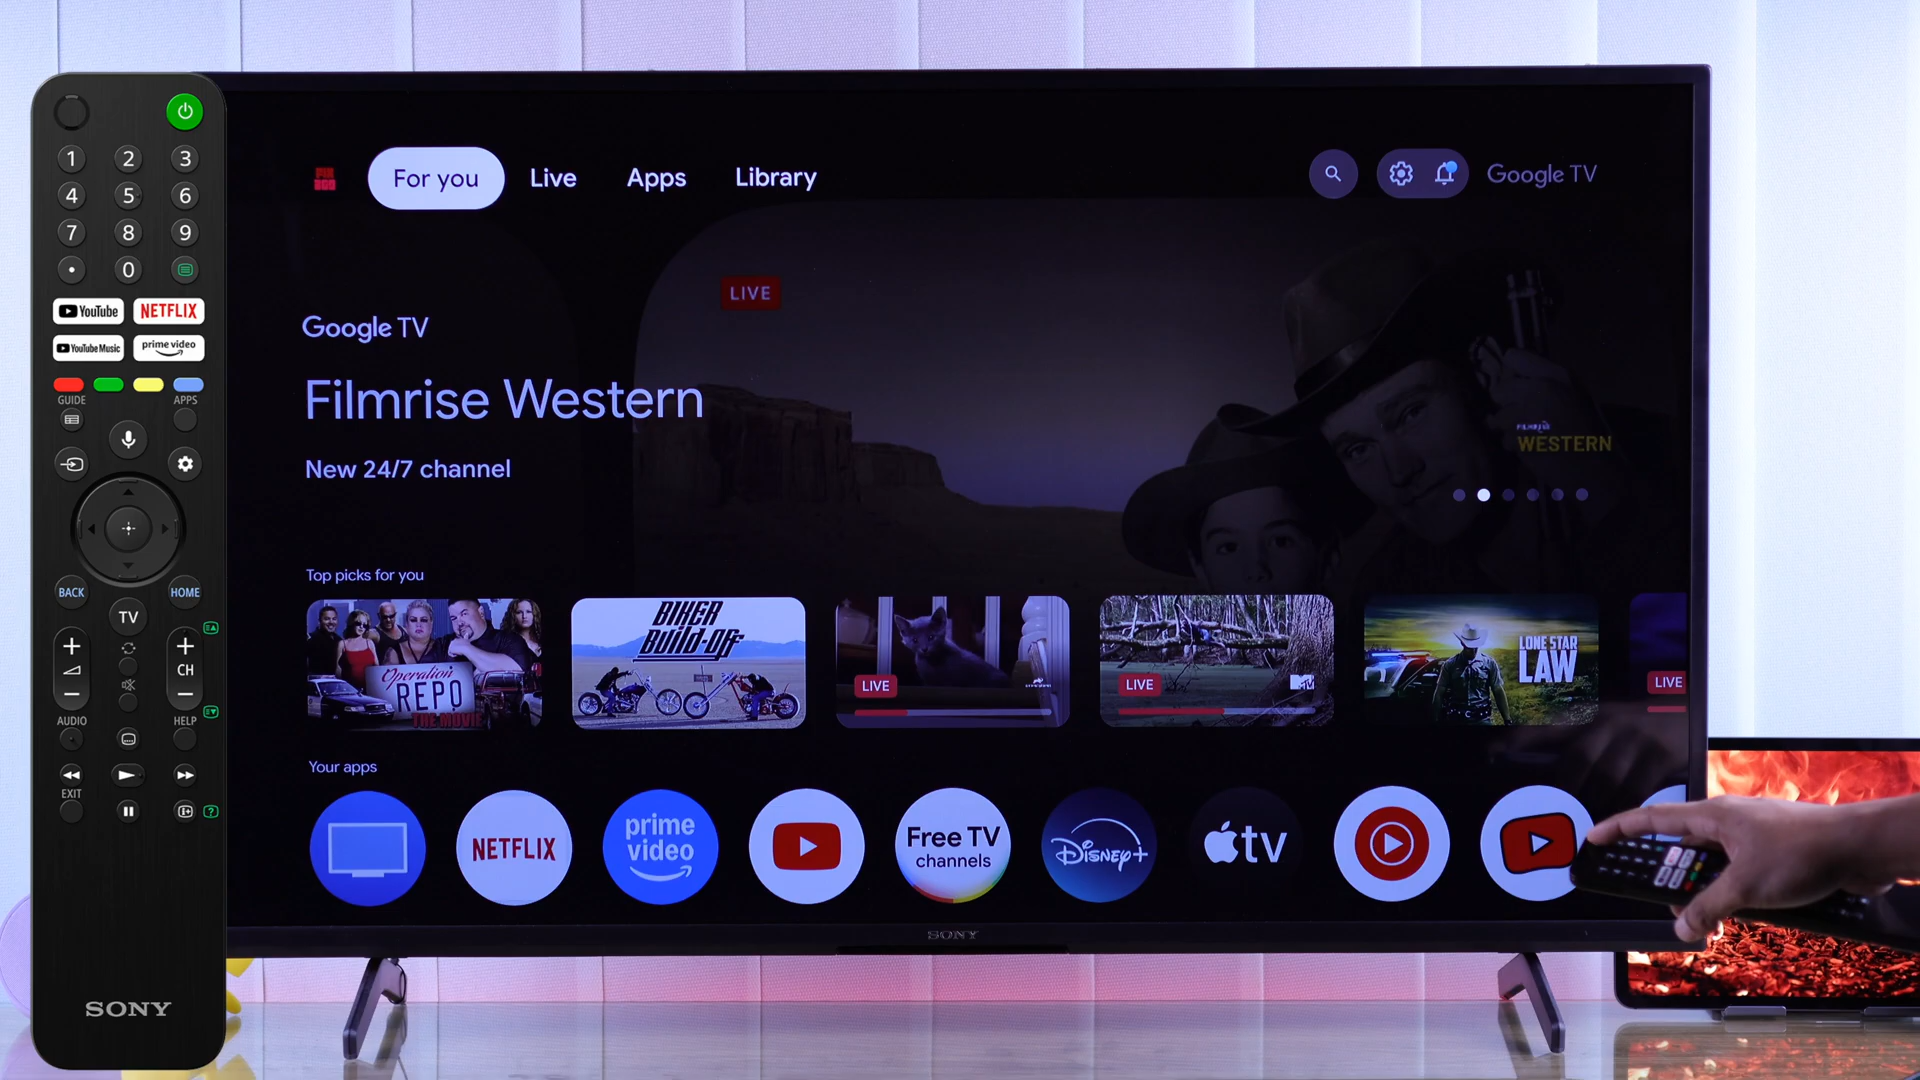 1 2 3
4 5 6
7 8 9
0
YouTube NETFLIX
YouTube Music prime video
GUIDE APPS
BACK HOME
TV
CH
AUDIO HELP
EXIT
SONY
For you Live Apps Library
Google TV
LIVE
Google TV
Filmrise Western
New 24/7 channel
FILMRISE
WESTERN
Top picks for you
Operation
REPO
THE MOVIE
BIKER
BUILD-OFF
LIVE
LIVE
LONE STAR
LAW
LIVE
Your apps
NETFLIX
prime
video
Free TV
channels
Disney+
tv
SONY